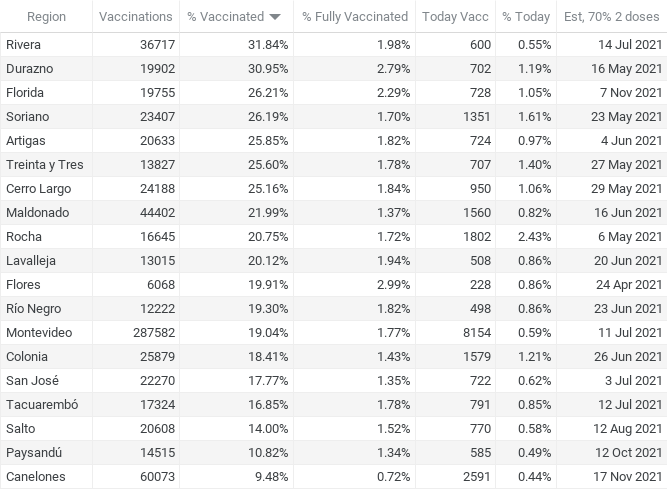 Region Vaccinations % Vaccinated % Fully Vaccinated Today Vacc % Today Est, 70% 2 doses
Rivera 36717 31.84% 1.98% 600 0.55% 14 Jul 2021
Durazno 19902 30.95% 2.79% 702 1.19% 16 May 2021
Florida 19755 26.21% 2.29% 728 1.05% 7 Nov 2021
Soriano 23407 26.19% 1.70% 1351 1.61% 23 May 2021
Artigas 20633 25.85% 1.82% 724 0.97% 4 Jun 2021
Treinta y Tres 13827 25.60% 1.78% 707 1.40% 27 May 2021
Cerro Largo 24188 25.16% 1.84% 950 1.06% 29 May 2021
Maldonado 44402 21.99% 1.37% 1560 0.82% 16 Jun 2021
Rocha 16645 20.75% 1.72% 1802 2.43% 6 May 2021
Lavalleja 13015 20.12% 1.94% 508 0.86% 20 Jun 2021
Flores 6068 19.91% 2.99% 228 0.86% 24 Apr 2021
Río Negro 12222 19.30% 1.82% 498 0.86% 23 Jun 2021
Montevideo 287582 19.04% 1.77% 8154 0.59% 11 Jul 2021
Colonia 25879 18.41% 1.43% 1579 1.21% 26 Jun 2021
San José 22270 17.77% 1.35% 722 0.62% 3 Jul 2021
Tacuarembó 17324 16.85% 1.78% 791 0.85% 12 Jul 2021
Salto 20608 14.00% 1.52% 770 0.58% 12 Aug 2021
Paysandú 14515 10.82% 1.34% 585 0.49% 12 Oct 2021
Canelones 60073 9.48% 0.72% 2591 0.44% 17 Nov 2021